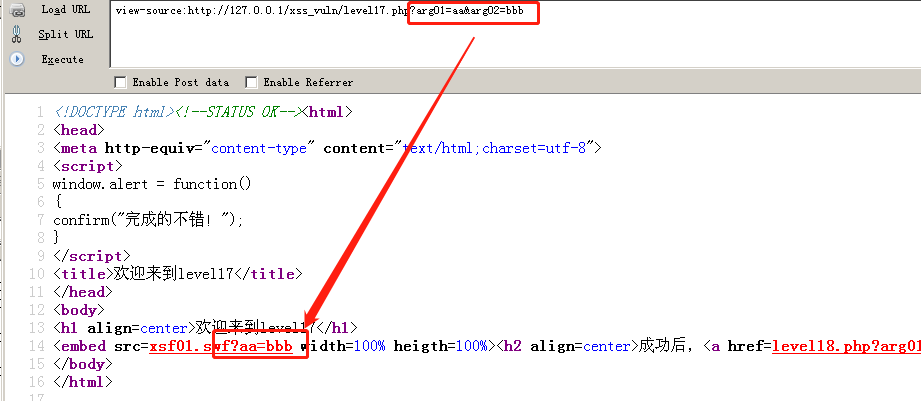 Load URL
view-source:http://127.0.0.1/xss_vuln/level17.php?arg01=aa&arg02=bbb
Split URL
Execute
Enable Post data Enable Referrer
1 <!DOCTYPE html><!--STATUS OK--><html>
2 <head>
3 <meta http-equiv="content-type" content="text/html;charset=utf-8">
4 <script>
5 window.alert = function()
6 {
7 confirm("完成的不错！");
8 }
9 </script>
10 <title>欢迎来到level17</title>
11 </head>
12 <body>
13 <h1 align=center>欢迎来到level17</h1>
14 <embed src=xsf01.swf?aa=bbb width=100% heigth=100%><h2 align=center>成功后，<a href=level18.php?arg01
15 </body>
16 </html>
17